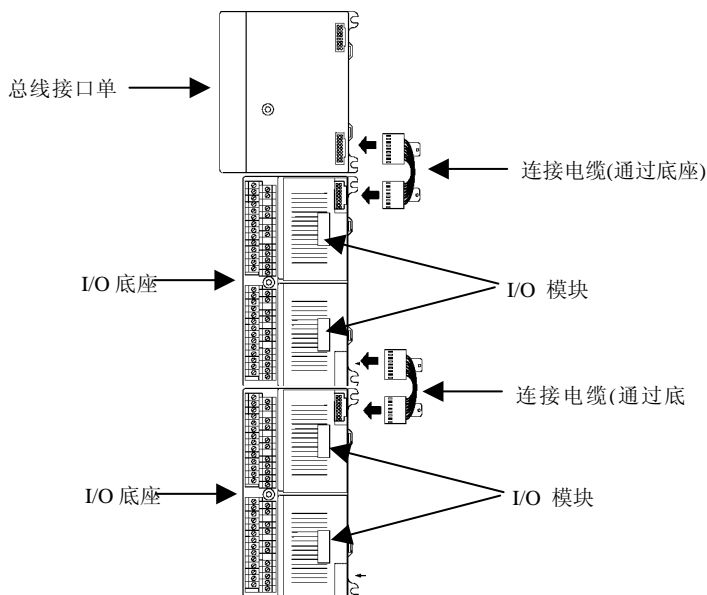 总线接口单
连接电缆(通过底座)
I/O 底座
I/O 模块
连接电缆(通过底
I/O 底座
I/O 模块